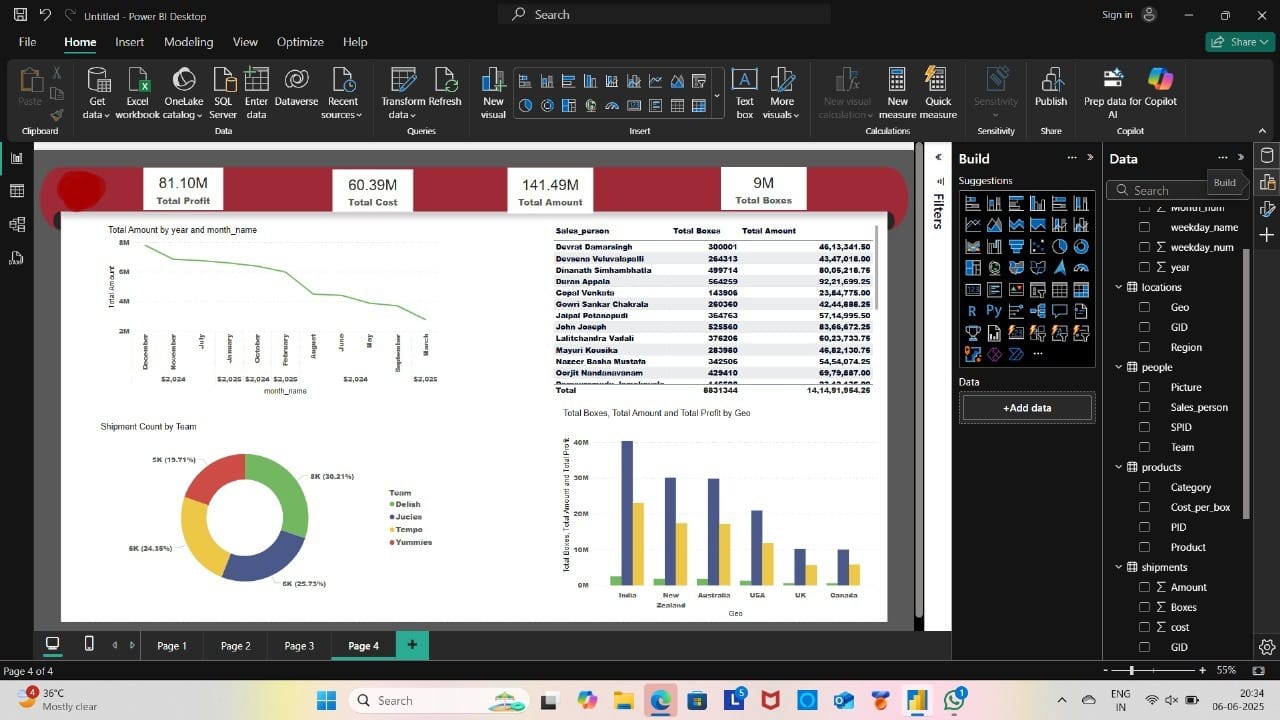 Untitled - Power BI Desktop
Search
Sign in
File Home Insert Modeling View Optimize Help
Share
Paste
Get data
Excel workbook
OneLake catalog
SQL Server
Enter data
Dataverse
Recent sources
Transform data
Refresh
New visual
Text box
More visuals
New visual calculation
New measure
Quick measure
Sensitivity
Publish
Prep data for AI
Copilot
Clipboard Data Queries Insert Calculations Sensitivity Share Copilot
81.10M
Total Profit
60.39M
Total Cost
141.49M
Total Amount
9M
Total Boxes
Total Amount by year and month_name
8M
6M
4M
2M
Total Amount
December November July January October February August June May September March
$2,024 $2,025 $2,024 $2,025 $2,024 $2,025
month_name
Sales_person Total Boxes Total Amount
Devrat Damarsingh 300001 46,13,341.50
Devsena Veluvalapalli 264313 43,47,018.00
Dinanath Simhambhatla 499714 80,05,218.75
Duran Appala 564259 92,21,699.25
Gopal Venkata 143906 23,84,775.00
Gowri Sankar Chakrala 260360 42,44,888.25
Jaipal Potanapudi 354763 57,14,995.50
John Joseph 525560 83,66,672.25
Lalitchandra Vadali 376206 60,23,733.75
Mayuri Kousika 283980 46,82,130.75
Nazeer Basha Mustafa 342506 54,54,074.25
Oorjit Nandanavanam 429410 69,79,887.00
Total 8831344 14,14,91,954.25
Shipment Count by Team
5K (19.71%)
8K (30.21%)
6K (24.35%)
6K (25.73%)
Team
Delish
Jucies
Tempo
Yummies
Total Boxes, Total Amount and Total Profit by Geo
Total Boxes, Total Amount and Total Profit
40M
30M
20M
10M
0M
India New Zealand Australia USA UK Canada
Geo
Filters
Build
Suggestions
Data
+Add data
Data
Search
Build
Month_num
weekday_name
weekday_num
year
locations
Geo
GID
Region
people
Picture
Sales_person
SPID
Team
products
Category
Cost_per_box
PID
Product
shipments
Amount
Boxes
cost
GID
Page 1 Page 2 Page 3 Page 4
Page 4 of 4
55%
4
36°C
Mostly clear
Search
5
1
ENG
IN
20:34
06-06-2025